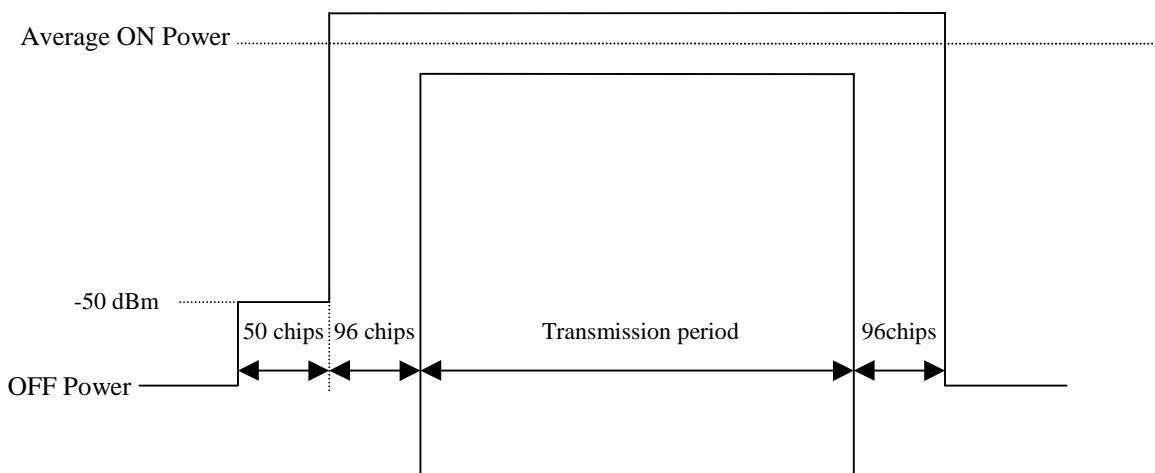 Average ON Power
-50 dBm
50 chips 96 chips Transmission period 96chips
OFF Power